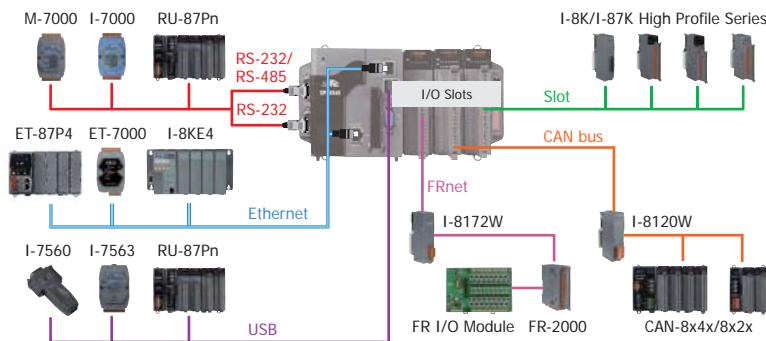 M-7000 I-7000 RU-87Pn
I-8K/I-87K High Profile Series
RS-232/
RS-485
RS-232
I/O Slots
Slot
CAN bus
ET-87P4 ET-7000 I-8KE4
FRnet
Ethernet
I-8172W
I-8120W
I-7560 I-7563 RU-87Pn
USB
FR I/O Module FR-2000
CAN-8x4x/8x2x